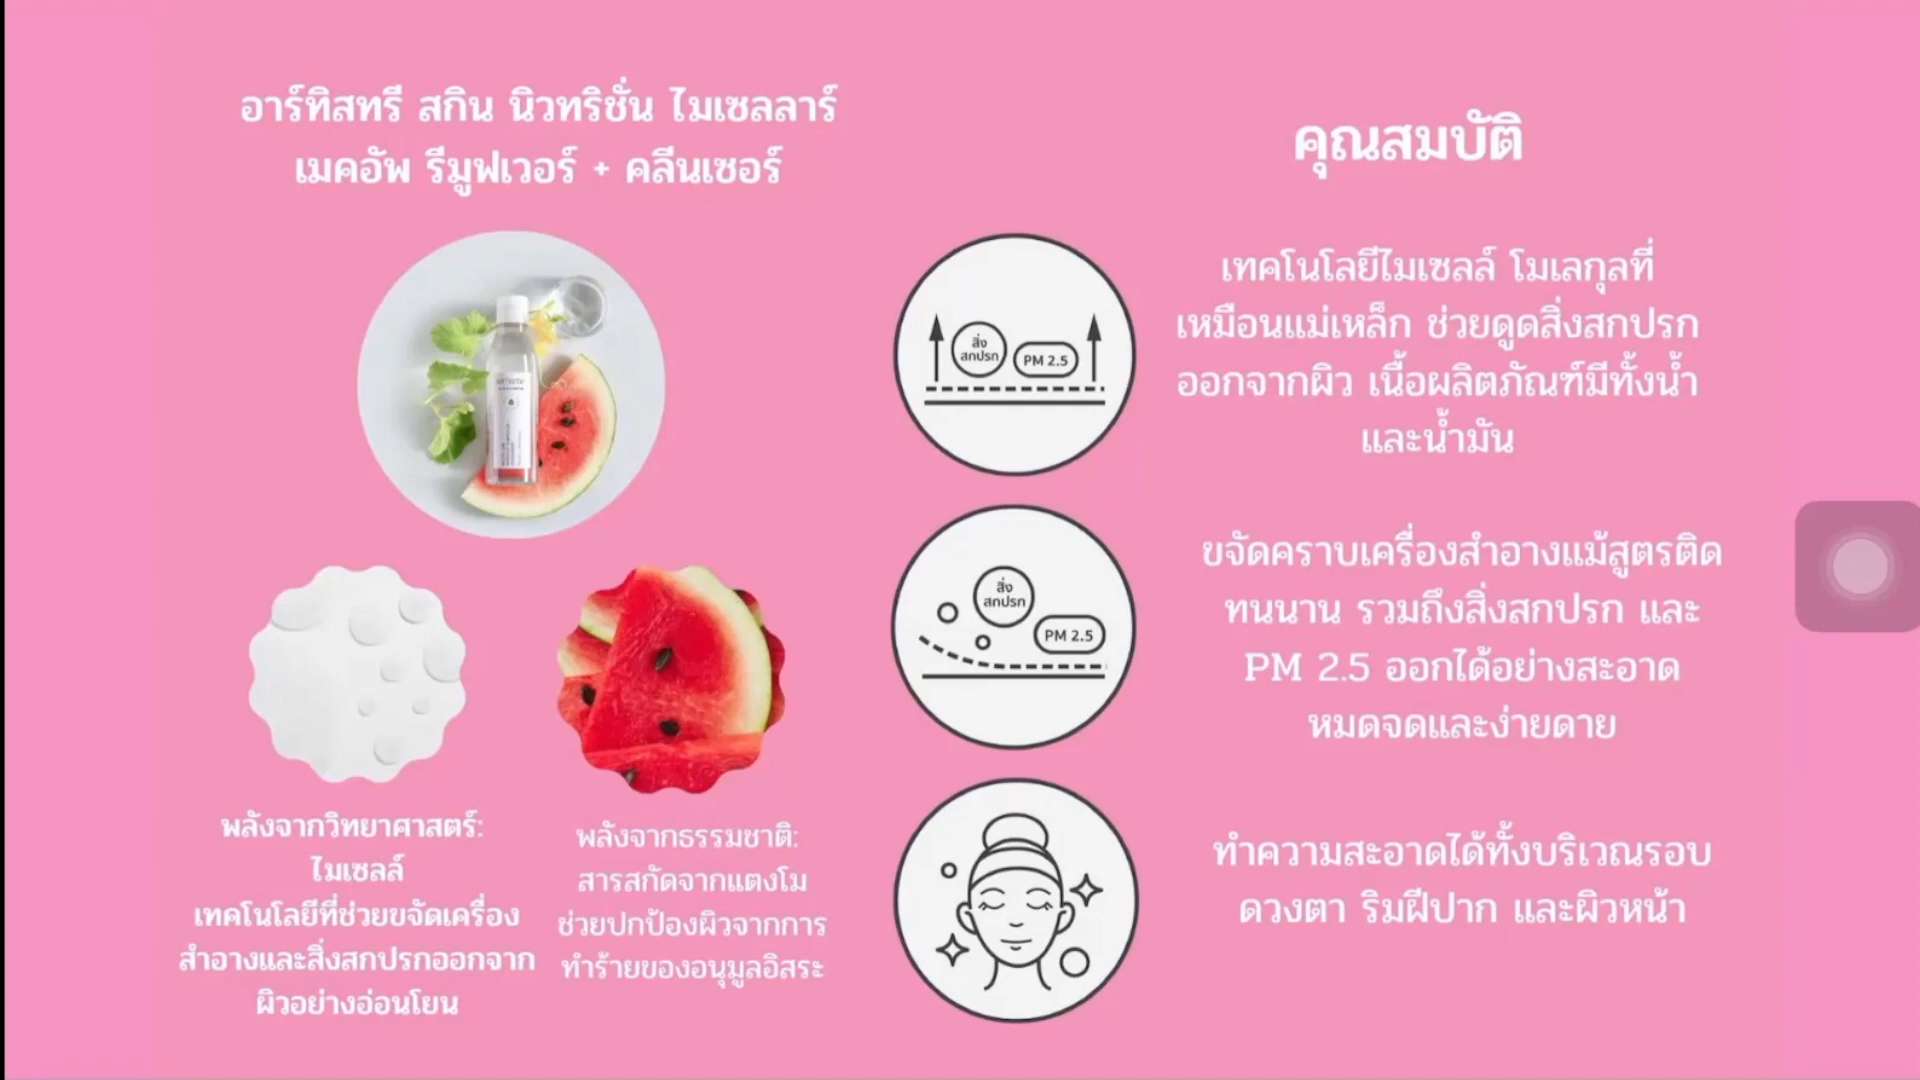 อาร์ทิสทรี สกิน นิวทริชั่น ไมเซลลาร์
เมคอัพ รีมูฟเวอร์ + คลีนเซอร์
พลังจากวิทยาศาสตร์:
ไมเซลล์
เทคโนโลยีที่ช่วยขจัดเครื่อง
สำอางและสิ่งสกปรกออกจาก
ผิวอย่างอ่อนโยน
พลังจากธรรมชาติ:
สารสกัดจากแตงโม
ช่วยปกป้องผิวจากการ
ทำร้ายของอนุมูลอิสระ
คุณสมบัติ
สิ่ง
สกปรก
PM 2.5
เทคโนโลยีไมเซลล์ โมเลกุลที่
เหมือนแม่เหล็ก ช่วยดูดสิ่งสกปรก
ออกจากผิว เนื้อผลิตภัณฑ์มีทั้งน้ำ
และน้ำมัน
สิ่ง
สกปรก
PM 2.5
ขจัดคราบเครื่องสำอางแม้สูตรติด
ทนนาน รวมถึงสิ่งสกปรก และ
PM 2.5 ออกได้อย่างสะอาด
หมดจดและง่ายดาย
ทำความสะอาดได้ทั้งบริเวณรอบ
ดวงตา ริมฝีปาก และผิวหน้า